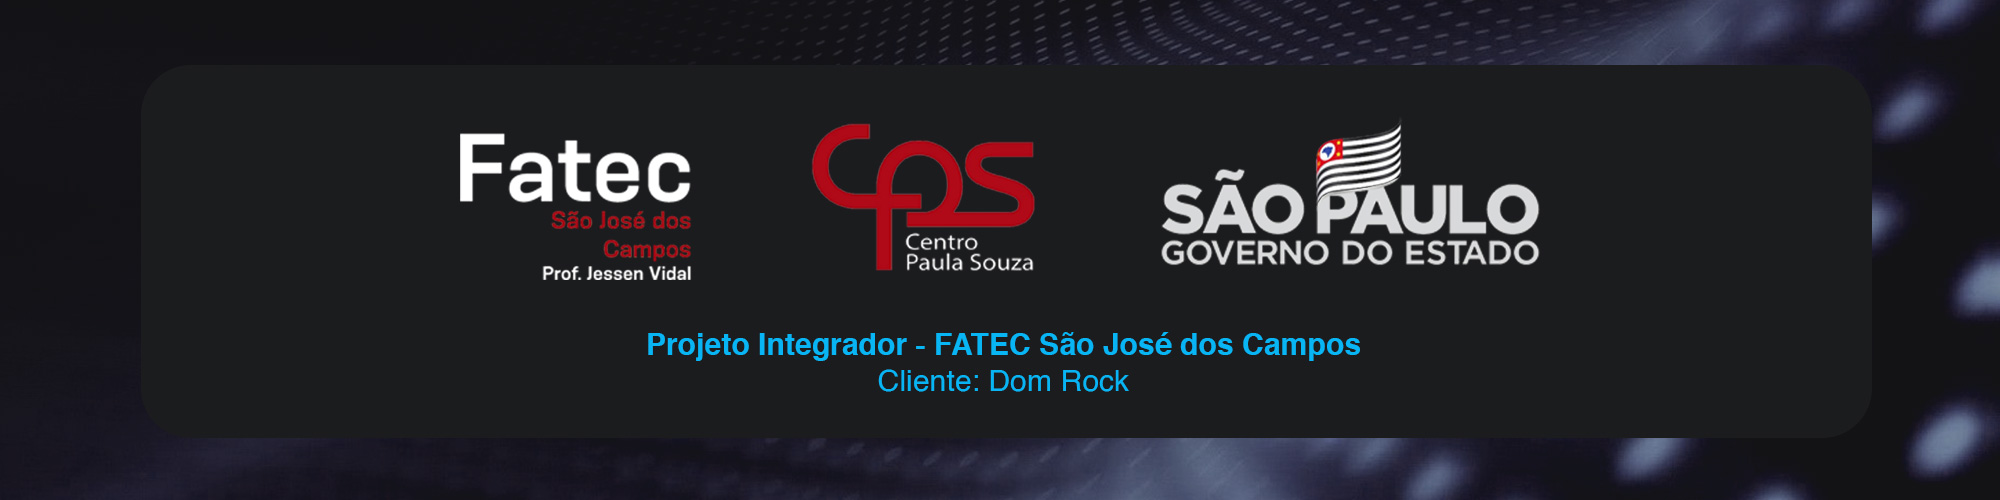 Fatec
São José dos
Campos
Prof. Jessen Vidal
CPS
Centro
Paula Souza
SÃO PAULO
GOVERNO DO ESTADO
Projeto Integrador - FATEC São José dos Campos
Cliente: Dom Rock